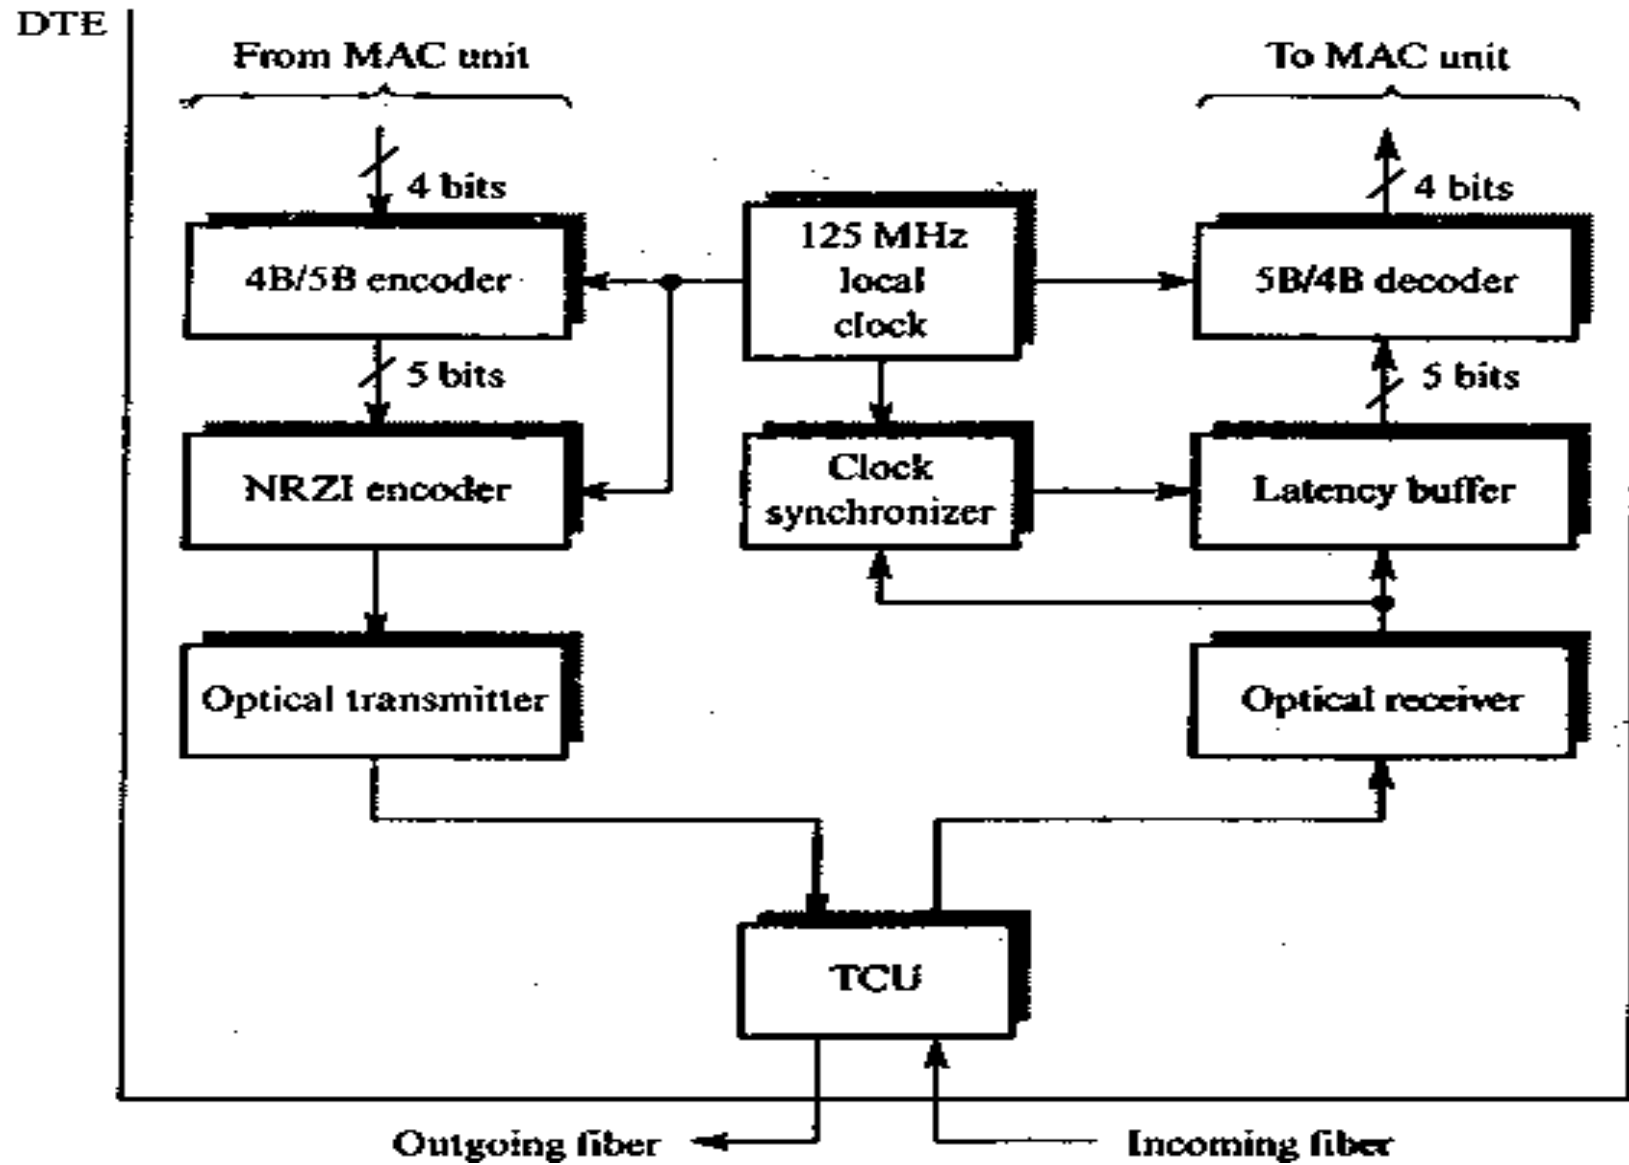 DTE
From MAC unit
To MAC unit
4 bits
4 bits
4B/5B encoder
125 MHz
local
clock
5B/4B decoder
5 bits
5 bits
NRZI encoder
Clock
synchronizer
Latency buffer
Optical transmitter
Optical receiver
TCU
Outgoing fiber
Incoming fiber